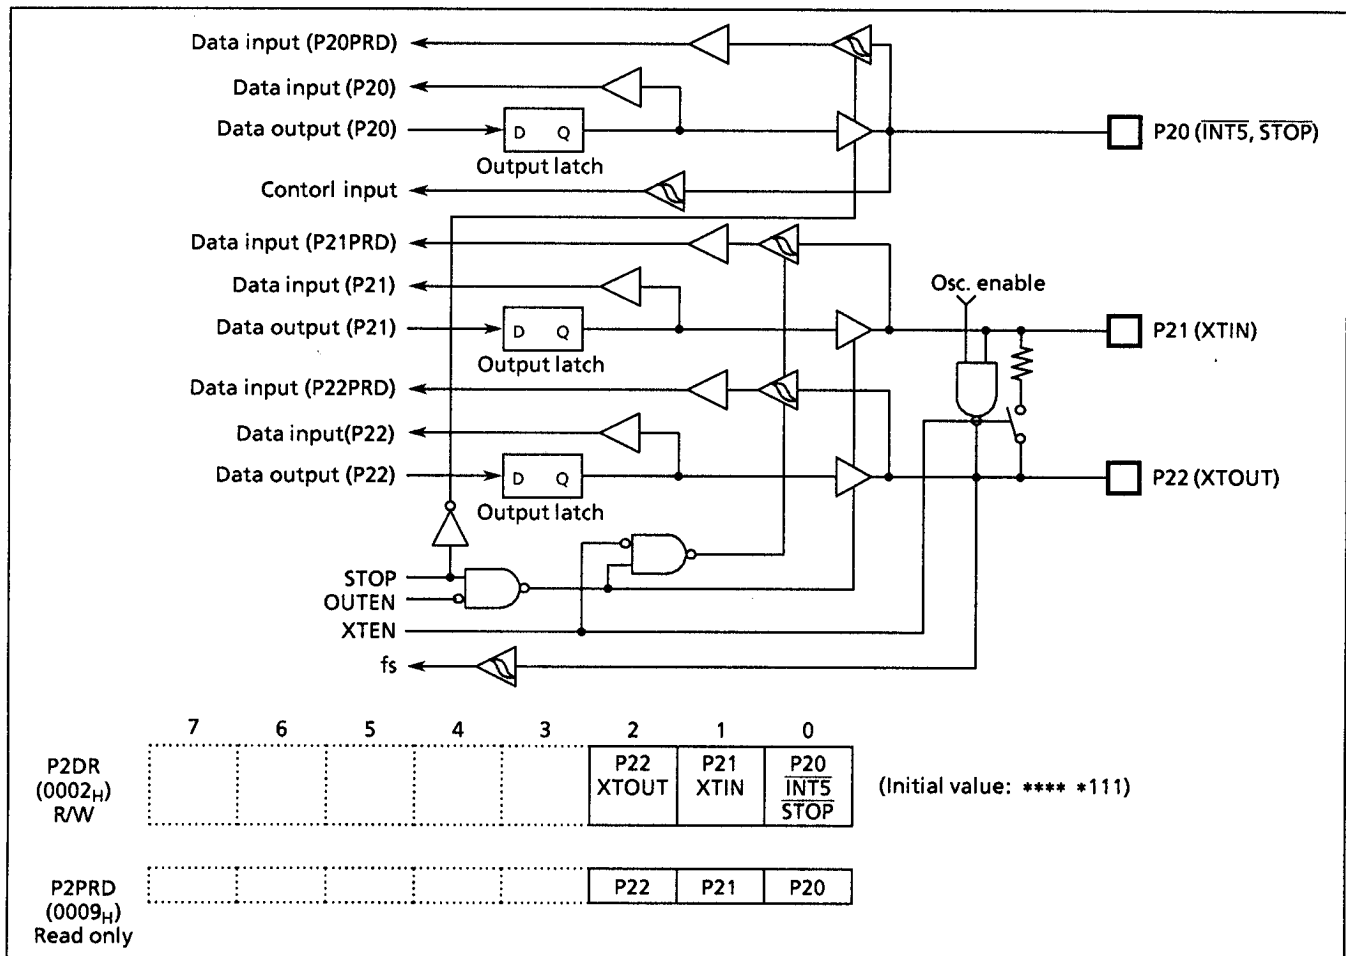 Data input (P20PRD)
Data input (P20)
Data output (P20)
D Q
Output latch
P20 (INT5, STOP)
Contorl input
Data input (P21PRD)
Data input (P21)
Osc. enable
Data output (P21)
D Q
Output latch
P21 (XTIN)
Data input (P22PRD)
Data input(P22)
Data output (P22)
D Q
Output latch
P22 (XTOUT)
STOP
OUTEN
XTEN
fs
7 6 5 4 3 2 1 0
P2DR
(0002H)
R/W
P22
XTOUT
P21
XTIN
P20
INT5
STOP
(Initial value: **** *111)
P2PRD
(0009H)
Read only
P22 P21 P20